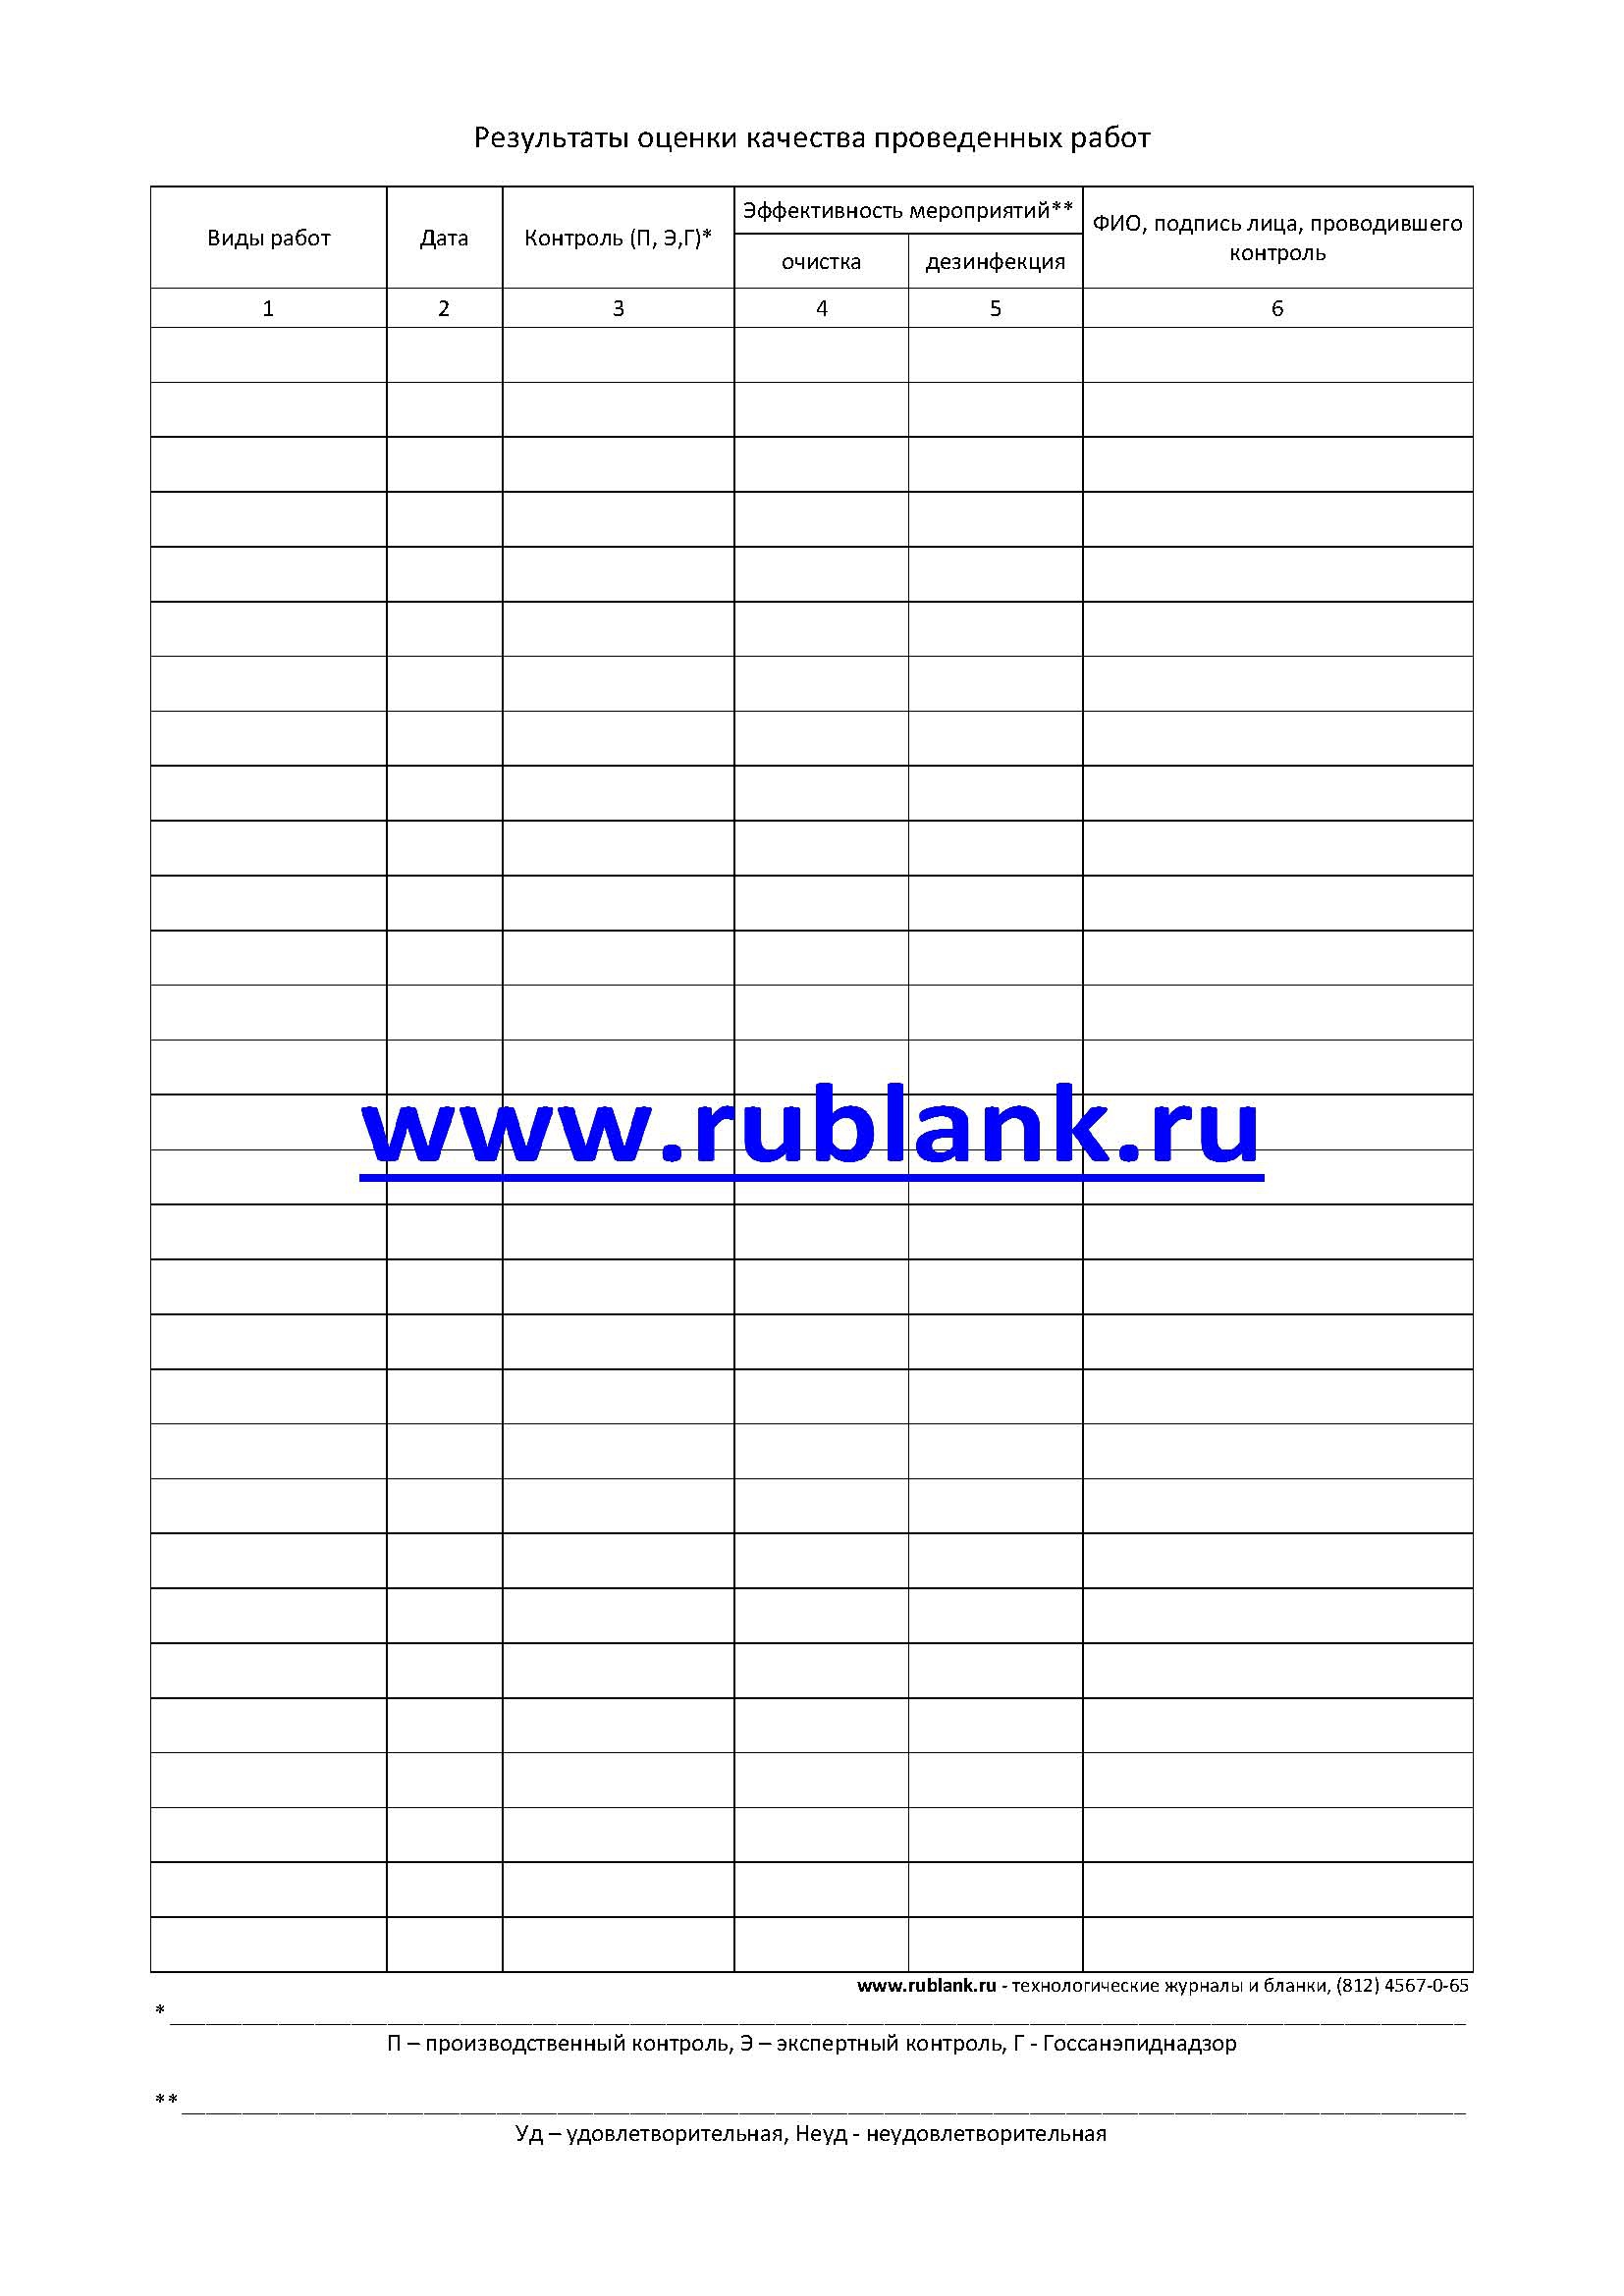 Результаты оценки качества проведенных работ
Виды работ
Дата
Контроль (П, Э,Г)*
Эффективность мероприятий**
очистка
дезинфекция
ФИО, подпись лица, проводившего
контроль
1 2 3 4 5 6
www.rublank.ru
www.rublank.ru - технологические журналы и бланки, (812) 4567-0-65
*
П – производственный контроль, Э – экспертный контроль, Г - Госсанэпиднадзор
**
Уд – удовлетворительная, Неуд - неудовлетворительная